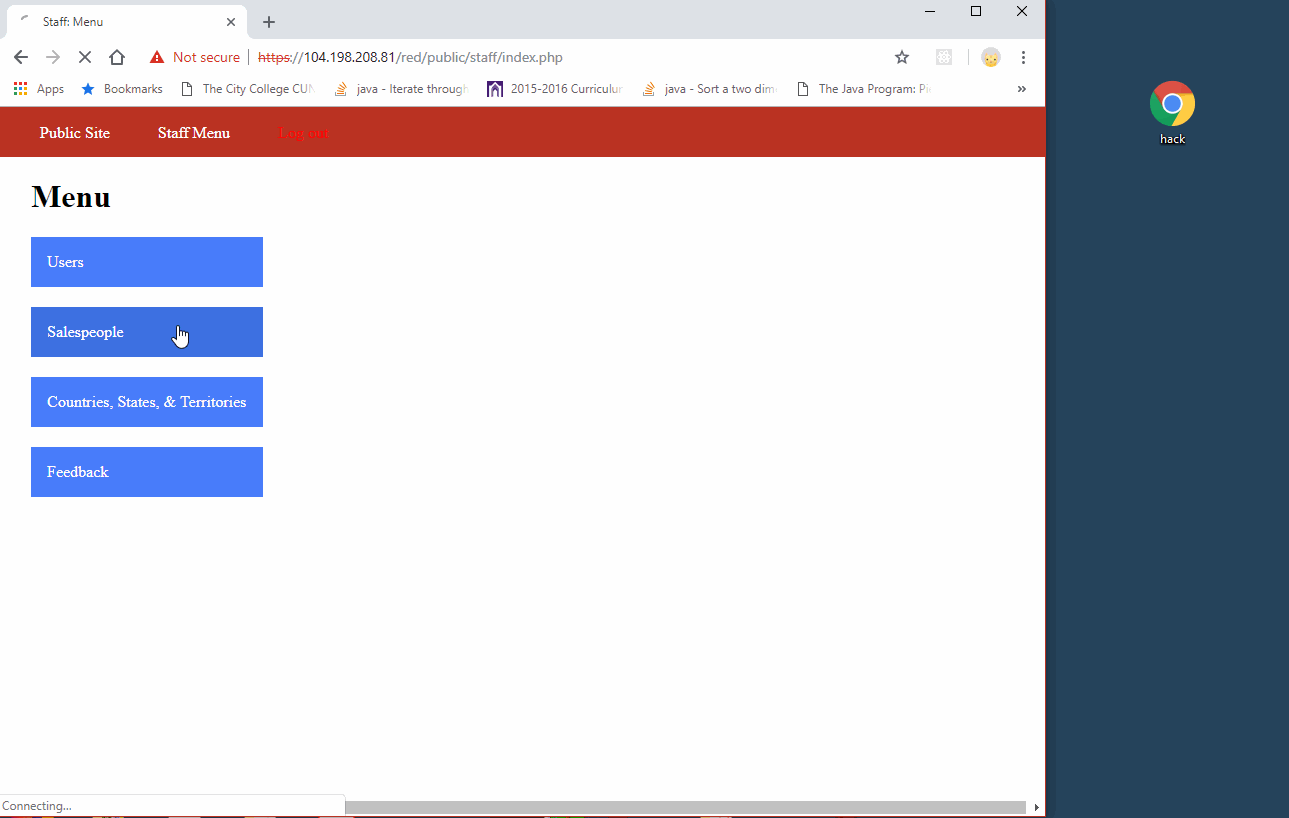 Staff: Menu
Not secure https://104.198.208.81/red/public/staff/index.php
Apps Bookmarks The City College CUN java - Iterate through 2015-2016 Curriculur java - Sort a two dim The Java Program: Pi »
hack
Public Site Staff Menu Log out
Menu
Users
Salespeople
Countries, States, & Territories
Feedback
Connecting...